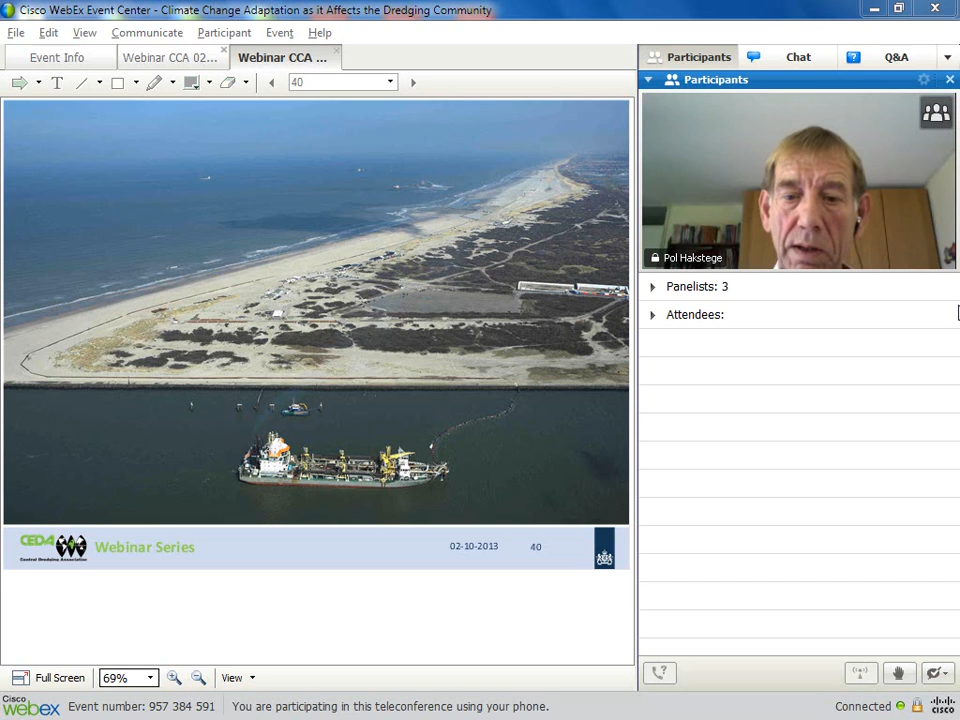 Cisco WebEx Event Center - Climate Change Adaptation as it Affects the Dredging Community
File Edit View Communicate Participant Event Help
Event Info Webinar CCA 02... Webinar CCA ...
Participants Chat Q&A
T 40
Participants
Pol Hakstege
Panelists: 3
Attendees:
CEDA
Central Dredging Association
Webinar Series
02-10-2013 40
Full Screen 69% View
Cisco webex
Event number: 957 384 591 You are participating in this teleconference using your phone.
Connected
cisco